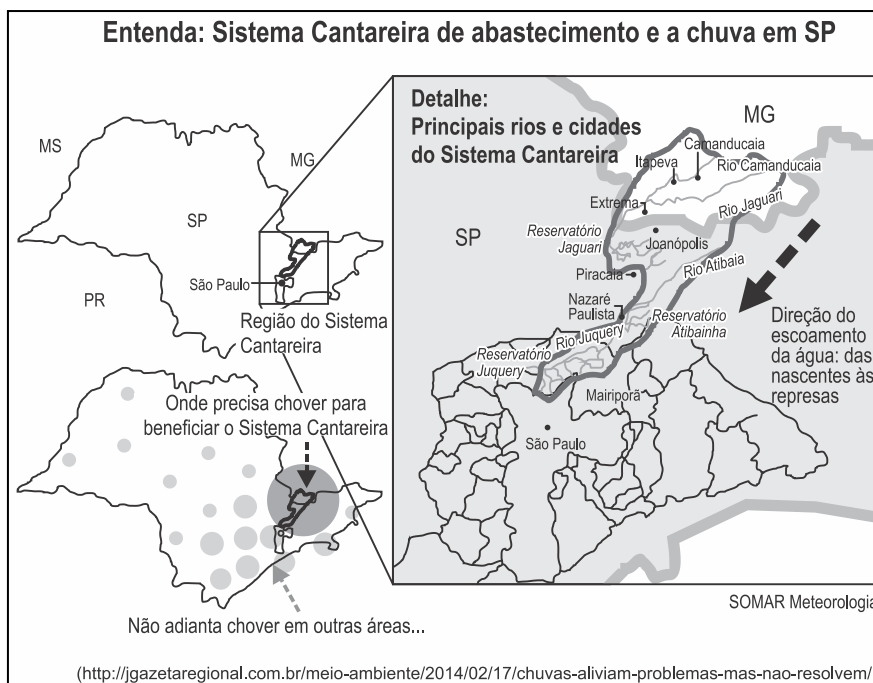 Entenda: Sistema Cantareira de abastecimento e a chuva em SP
MS
MG
SP
São Paulo
PR
Região do Sistema
Cantareira
Onde precisa chover para
beneficiar o Sistema Cantareira
Não adianta chover em outras áreas...
Detalhe:
Principais rios e cidades
do Sistema Cantareira
MG
Camanducaia
Itapeva
Rio Camanducaia
Extrema
Rio Jaguari
SP
Reservatório
Jaguari
Joanópolis
Rio Atibaia
Piracaia
Nazaré
Paulista
Reservatório
Atibainha
Rio Juquery
Reservatório
Juquery
Mairiporã
São Paulo
Direção do
escoamento
da água: das
nascentes às
represas
SOMAR Meteorologia
(http://jgazetaregional.com.br/meio-ambiente/2014/02/17/chuvas-aliviam-problemas-mas-nao-resolvem/